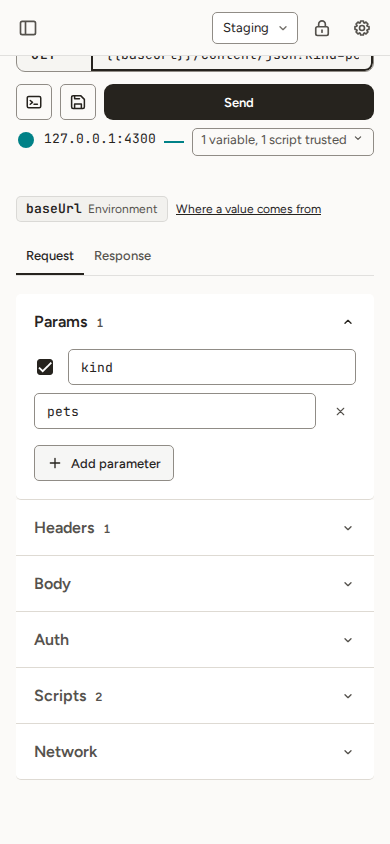 Staging
Send
127.0.0.1:4300
1 variable, 1 script trusted
baseUrl Environment
Where a value comes from
Request
Response
Params 1
kind
pets
Add parameter
Headers 1
Body
Auth
Scripts 2
Network